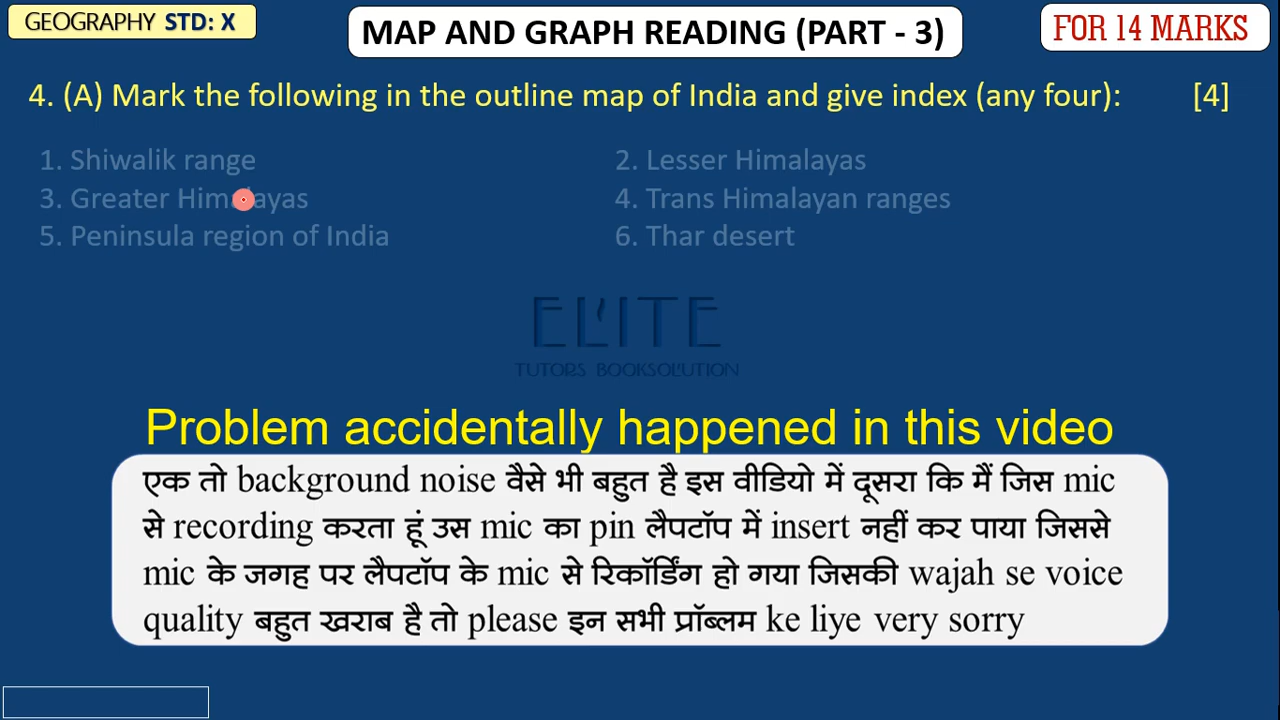 GEOGRAPHY STD: X
MAP AND GRAPH READING (PART - 3)
FOR 14 MARKS
4. (A) Mark the following in the outline map of India and give index (any four): [4]
1. Shiwalik range
2. Lesser Himalayas
3. Greater Himalayas
4. Trans Himalayan ranges
5. Peninsula region of India
6. Thar desert
ELITE
TUTORS BOOKSOLUTION
Problem accidentally happened in this video
एक तो background noise वैसे भी बहुत है इस वीडियो में दूसरा कि मैं जिस mic
से recording करता हूं उस mic का pin लैपटॉप में insert नहीं कर पाया जिससे
mic के जगह पर लैपटॉप के mic से रिकॉर्डिंग हो गया जिसकी wajah se voice
quality बहुत खराब है तो please इन सभी प्रॉब्लम ke liye very sorry